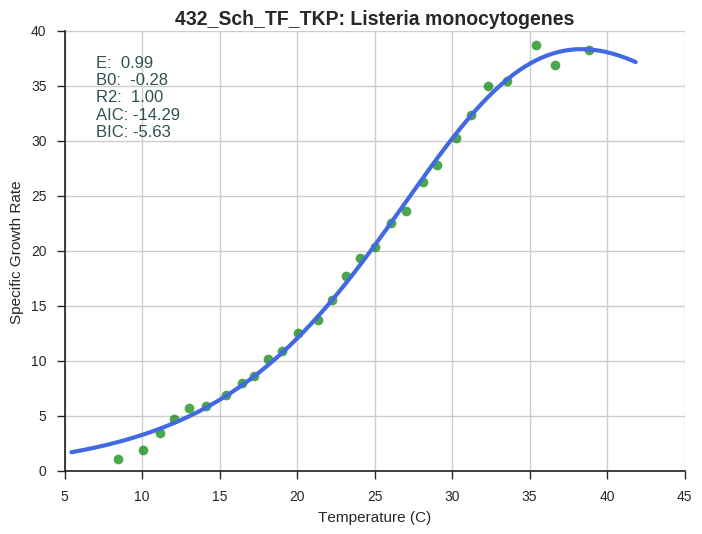 432_Sch_TF_TKP: Listeria monocytogenes
40
35
30
25
20
15
10
5
0
E:  0.99
B0:  -0.28
R2:  1.00
AIC: -14.29
BIC: -5.63
Specific Growth Rate
5 10 15 20 25 30 35 40 45
Temperature (C)